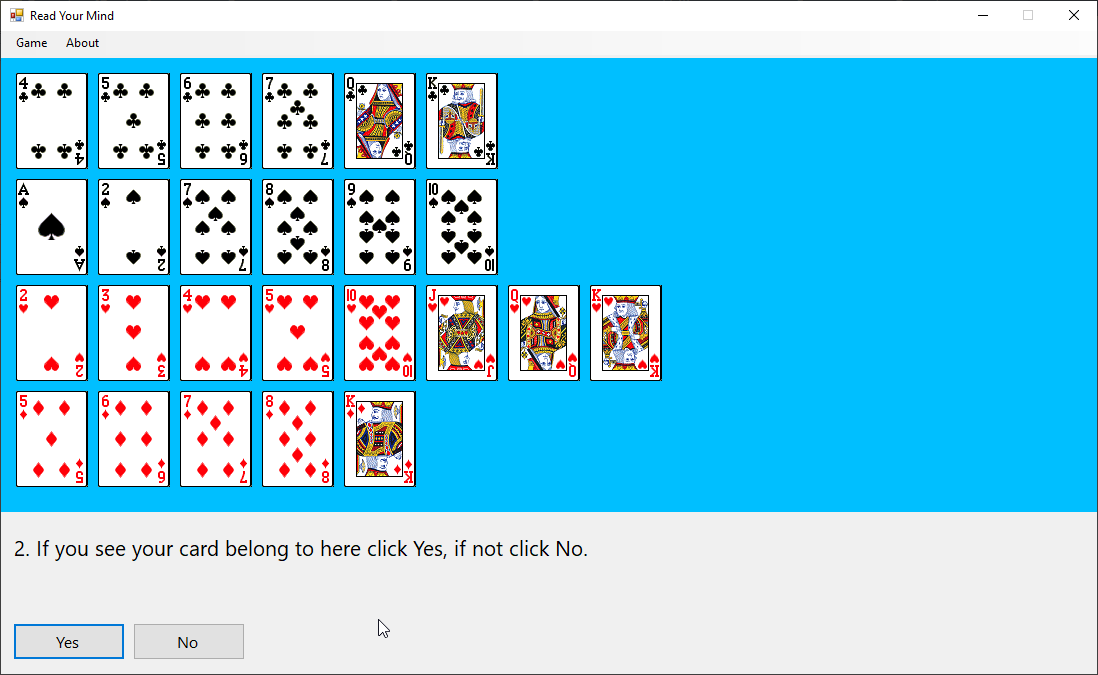 Read Your Mind
Game About
4 5 6 7 Q K
4 5 6 7 Q K
A 2 7 8 9 10
A 2 7 8 9 10
2 3 4 5 10 J Q K
2 3 4 5 10 J Q K
5 6 7 8 K
5 6 7 8 K
2. If you see your card belong to here click Yes, if not click No.
Yes No